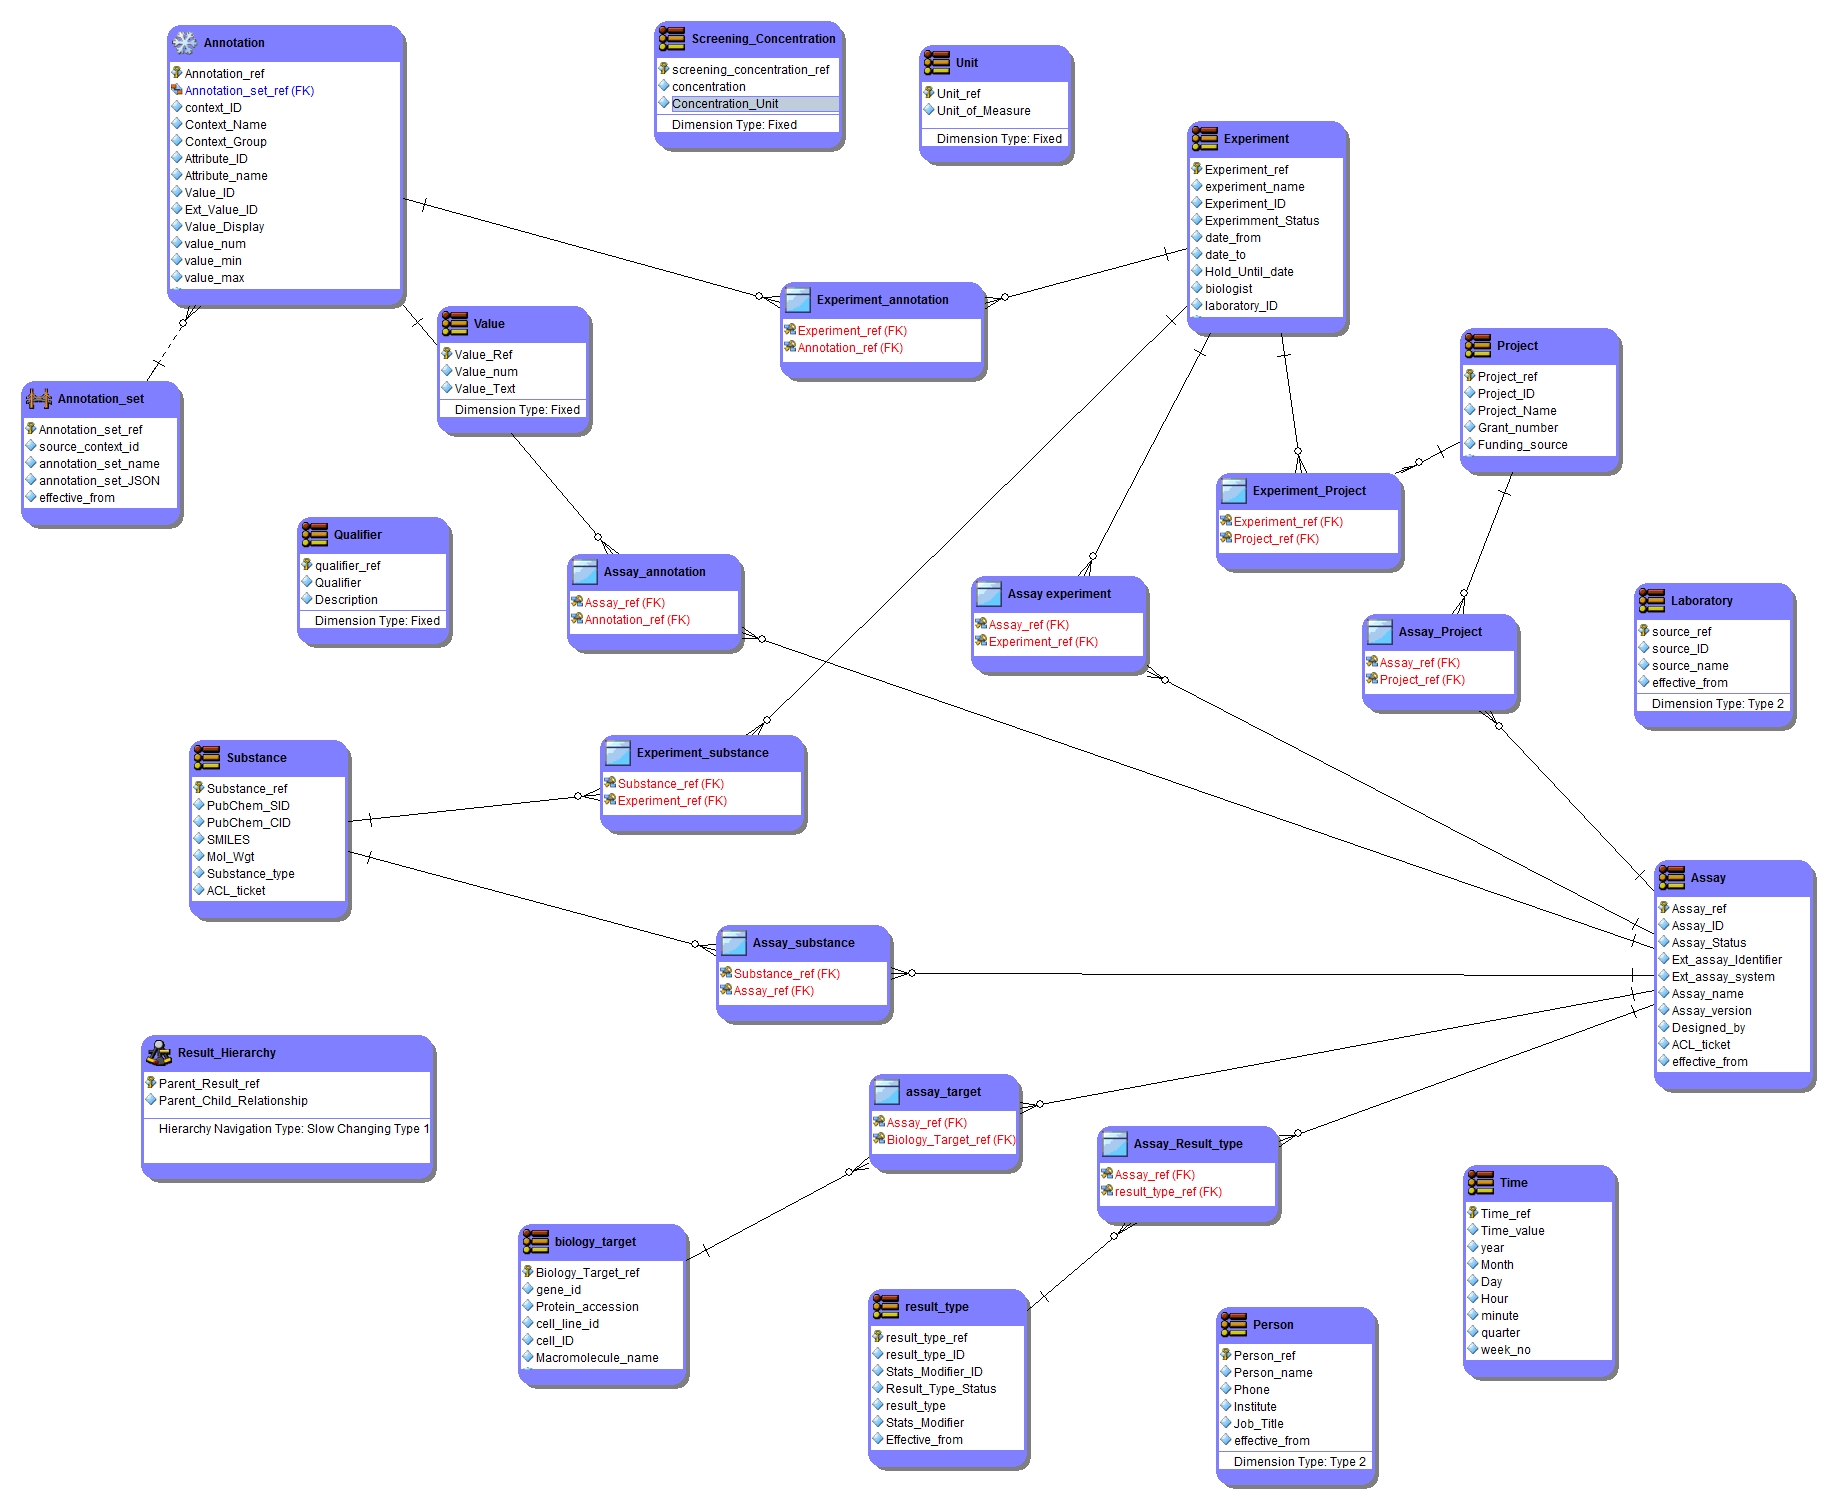 Annotation
Annotation_ref
Annotation_set_ref (FK)
context_ID
Context_Name
Context_Group
Attribute_ID
Attribute_name
Value_ID
Ext_Value_ID
Value_Display
value_num
value_min
value_max
Screening_Concentration
screening_concentration_ref
concentration
Concentration_Unit
Dimension Type: Fixed
Unit
Unit_ref
Unit_of_Measure
Dimension Type: Fixed
Experiment
Experiment_ref
experiment_name
Experiment_ID
Experimment_Status
date_from
date_to
Hold_Until_date
biologist
laboratory_ID
Experiment_annotation
Experiment_ref (FK)
Annotation_ref (FK)
Value
Value_Ref
Value_num
Value_Text
Dimension Type: Fixed
Project
Project_ref
Project_ID
Project_Name
Grant_number
Funding_source
Annotation_set
Annotation_set_ref
source_context_id
annotation_set_name
annotation_set_JSON
effective_from
Experiment_Project
Experiment_ref (FK)
Project_ref (FK)
Qualifier
qualifier_ref
Qualifier
Description
Dimension Type: Fixed
Assay_annotation
Assay_ref (FK)
Annotation_ref (FK)
Assay experiment
Assay_ref (FK)
Experiment_ref (FK)
Assay_Project
Assay_ref (FK)
Project_ref (FK)
Laboratory
source_ref
source_ID
source_name
effective_from
Dimension Type: Type 2
Substance
Substance_ref
PubChem_SID
PubChem_CID
SMILES
Mol_Wgt
Substance_type
ACL_ticket
Experiment_substance
Substance_ref (FK)
Experiment_ref (FK)
Assay
Assay_ref
Assay_ID
Assay_Status
Ext_assay_Identifier
Ext_assay_system
Assay_name
Assay_version
Designed_by
ACL_ticket
effective_from
Assay_substance
Substance_ref (FK)
Assay_ref (FK)
Result_Hierarchy
Parent_Result_ref
Parent_Child_Relationship
Hierarchy Navigation Type: Slow Changing Type 1
assay_target
Assay_ref (FK)
Biology_Target_ref (FK)
Assay_Result_type
Assay_ref (FK)
result_type_ref (FK)
Time
Time_ref
Time_value
year
Month
Day
Hour
minute
quarter
week_no
biology_target
Biology_Target_ref
gene_id
Protein_accession
cell_line_id
cell_ID
Macromolecule_name
result_type
result_type_ref
result_type_ID
Stats_Modifier_ID
Result_Type_Status
result_type
Stats_Modifier
Effective_from
Person
Person_ref
Person_name
Phone
Institute
Job_Title
effective_from
Dimension Type: Type 2